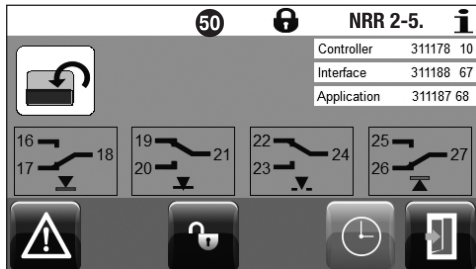 50 NRR 2-5. i
Controller 311178 10
Interface 311188 67
Application 311187 68
16 17 18 19 20 21 22 23 24 25 26 27